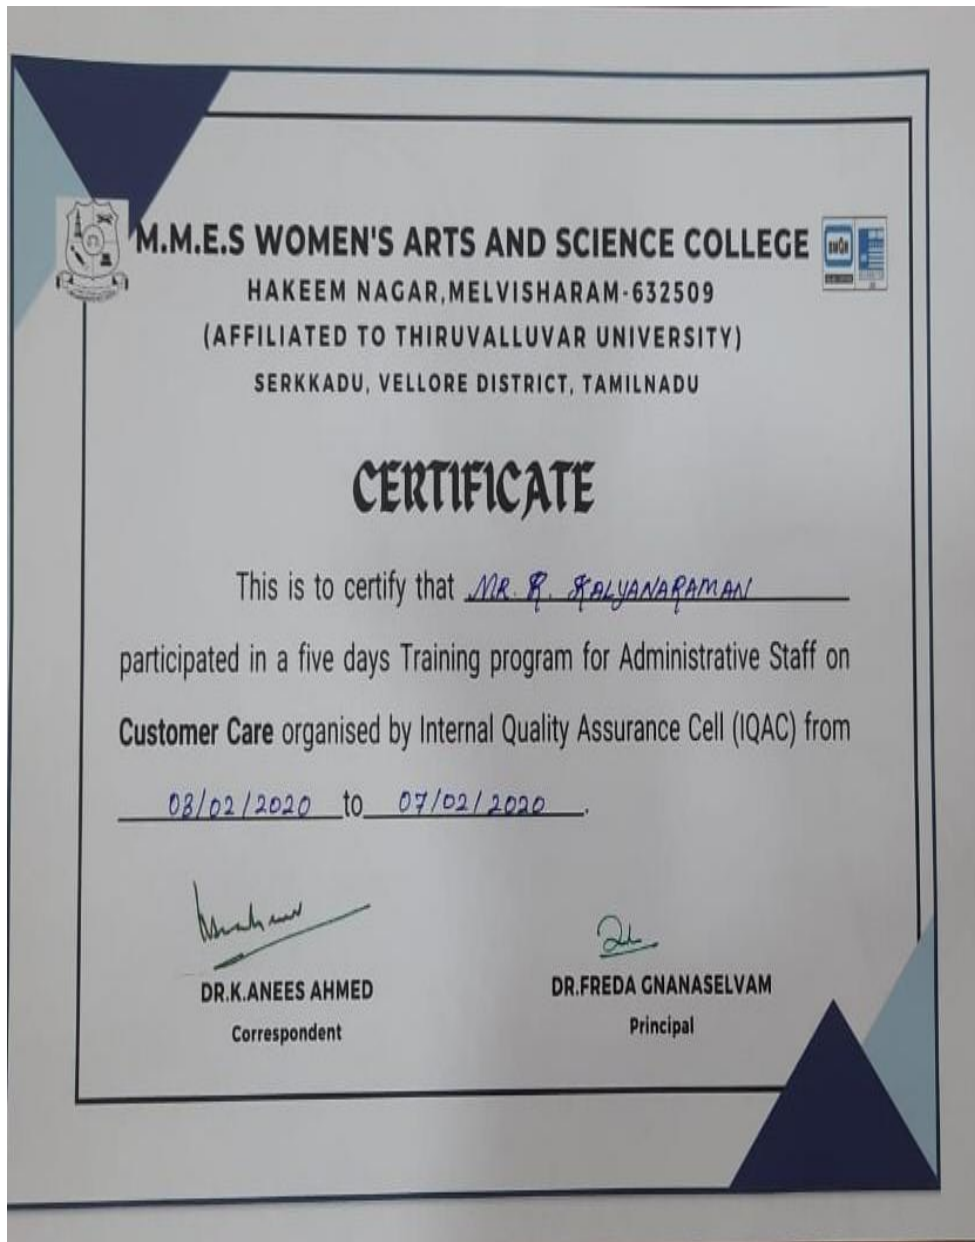 M.M.E.S WOMEN'S ARTS AND SCIENCE COLLEGE
HAKEEM NAGAR,MELVISHARAM-632509
(AFFILIATED TO THIRUVALLUVAR UNIVERSITY)
SERKKADU, VELLORE DISTRICT, TAMILNADU
CERTIFICATE
This is to certify that MR. R. KALYANARAMAN
participated in a five days Training program for Administrative Staff on
Customer Care organised by Internal Quality Assurance Cell (IQAC) from
03/02/2020 to 07/02/2020.
DR.K.ANEES AHMED
Correspondent
DR.FREDA GNANASELVAM
Principal